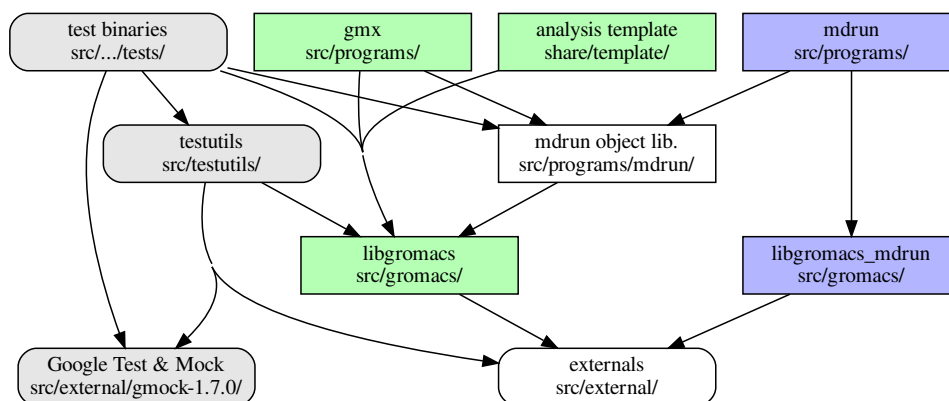 test binaries
src/.../tests/
gmx
src/programs/
analysis template
share/template/
mdrun
src/programs/
testutils
src/testutils/
mdrun object lib.
src/programs/mdrun/
libgromacs
src/gromacs/
libgromacs_mdrun
src/gromacs/
Google Test & Mock
src/external/gmock-1.7.0/
externals
src/external/